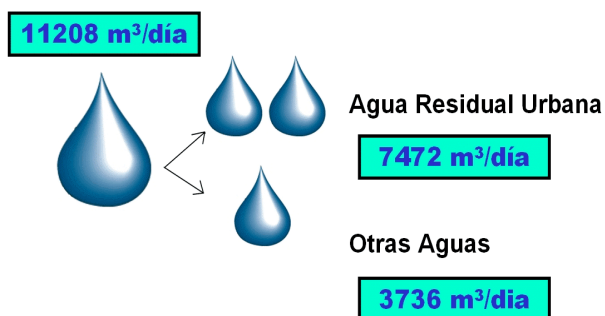 11208 m³/día
Agua Residual Urbana
7472 m³/día
Otras Aguas
3736 m³/dia